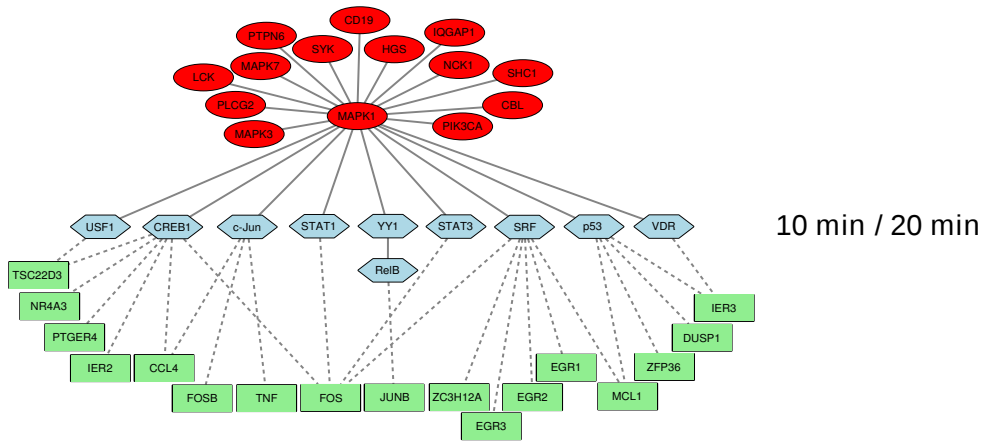 CD19
PTPN6
IQGAP1
SYK
HGS
MAPK7
NCK1
LCK
SHC1
PLCG2
CBL
MAPK1
MAPK3
PIK3CA
USF1
CREB1
c-Jun
STAT1
YY1
STAT3
SRF
p53
VDR
10 min / 20 min
RelB
TSC22D3
NR4A3
IER3
PTGER4
DUSP1
IER2
CCL4
EGR1
ZFP36
FOSB
TNF
FOS
JUNB
ZC3H12A
EGR2
MCL1
EGR3